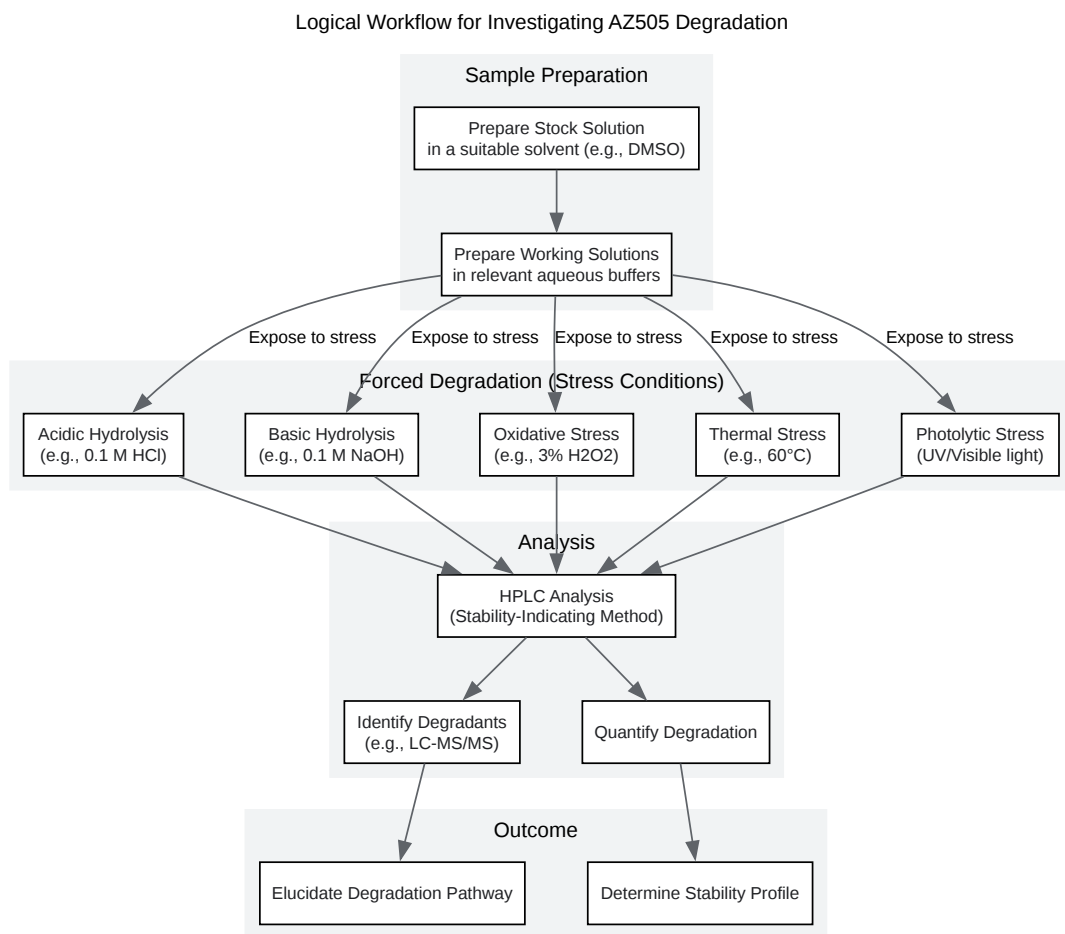 Logical Workflow for Investigating AZ505 Degradation
Sample Preparation
Prepare Stock Solution
in a suitable solvent (e.g., DMSO)
Prepare Working Solutions
in relevant aqueous buffers
Expose to stress
Expose to stress
Expose to stress
Expose to stress
Expose to stress
Forced Degradation (Stress Conditions)
Acidic Hydrolysis
(e.g., 0.1 M HCl)
Basic Hydrolysis
(e.g., 0.1 M NaOH)
Oxidative Stress
(e.g., 3% H2O2)
Thermal Stress
(e.g., 60°C)
Photolytic Stress
(UV/Visible light)
Analysis
HPLC Analysis
(Stability-Indicating Method)
Identify Degradants
(e.g., LC-MS/MS)
Quantify Degradation
Outcome
Elucidate Degradation Pathway
Determine Stability Profile